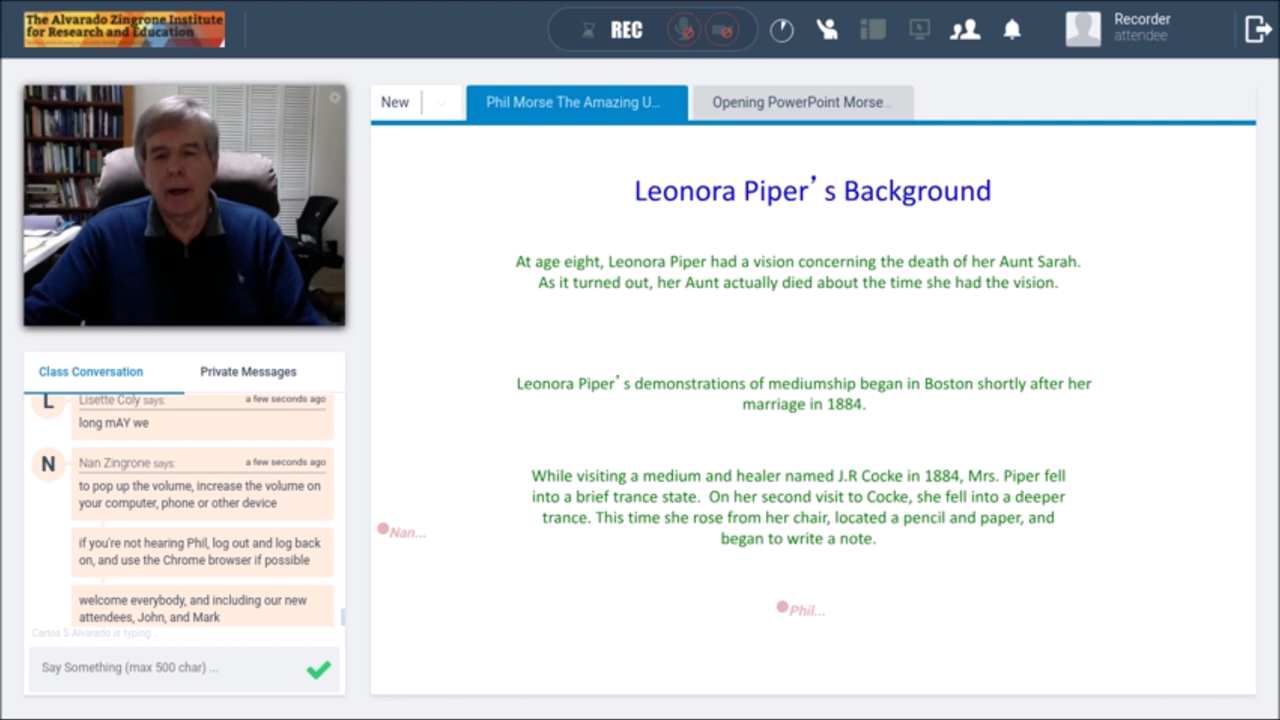 The Alvarado Zingrone Institute
for Research and Education
REC
Recorder
attendee
New
Phil Morse The Amazing U...
Opening PowerPoint Morse...
Leonora Piper’s Background
At age eight, Leonora Piper had a vision concerning the death of her Aunt Sarah.
As it turned out, her Aunt actually died about the time she had the vision.
Leonora Piper’s demonstrations of mediumship began in Boston shortly after her
marriage in 1884.
While visiting a medium and healer named J.R Cocke in 1884, Mrs. Piper fell
into a brief trance state. On her second visit to Cocke, she fell into a deeper
trance. This time she rose from her chair, located a pencil and paper, and
began to write a note.
Nan...
Phil...
Class Conversation
Private Messages
L
Lisette Coly says:
a few seconds ago
long mAY we
N
Nan Zingrone says:
a few seconds ago
to pop up the volume, increase the volume on
your computer, phone or other device
if you're not hearing Phil, log out and log back
on, and use the Chrome browser if possible
welcome everybody, and including our new
attendees, John, and Mark
Carlos S Alvarado is typing...
Say Something (max 500 char) ...